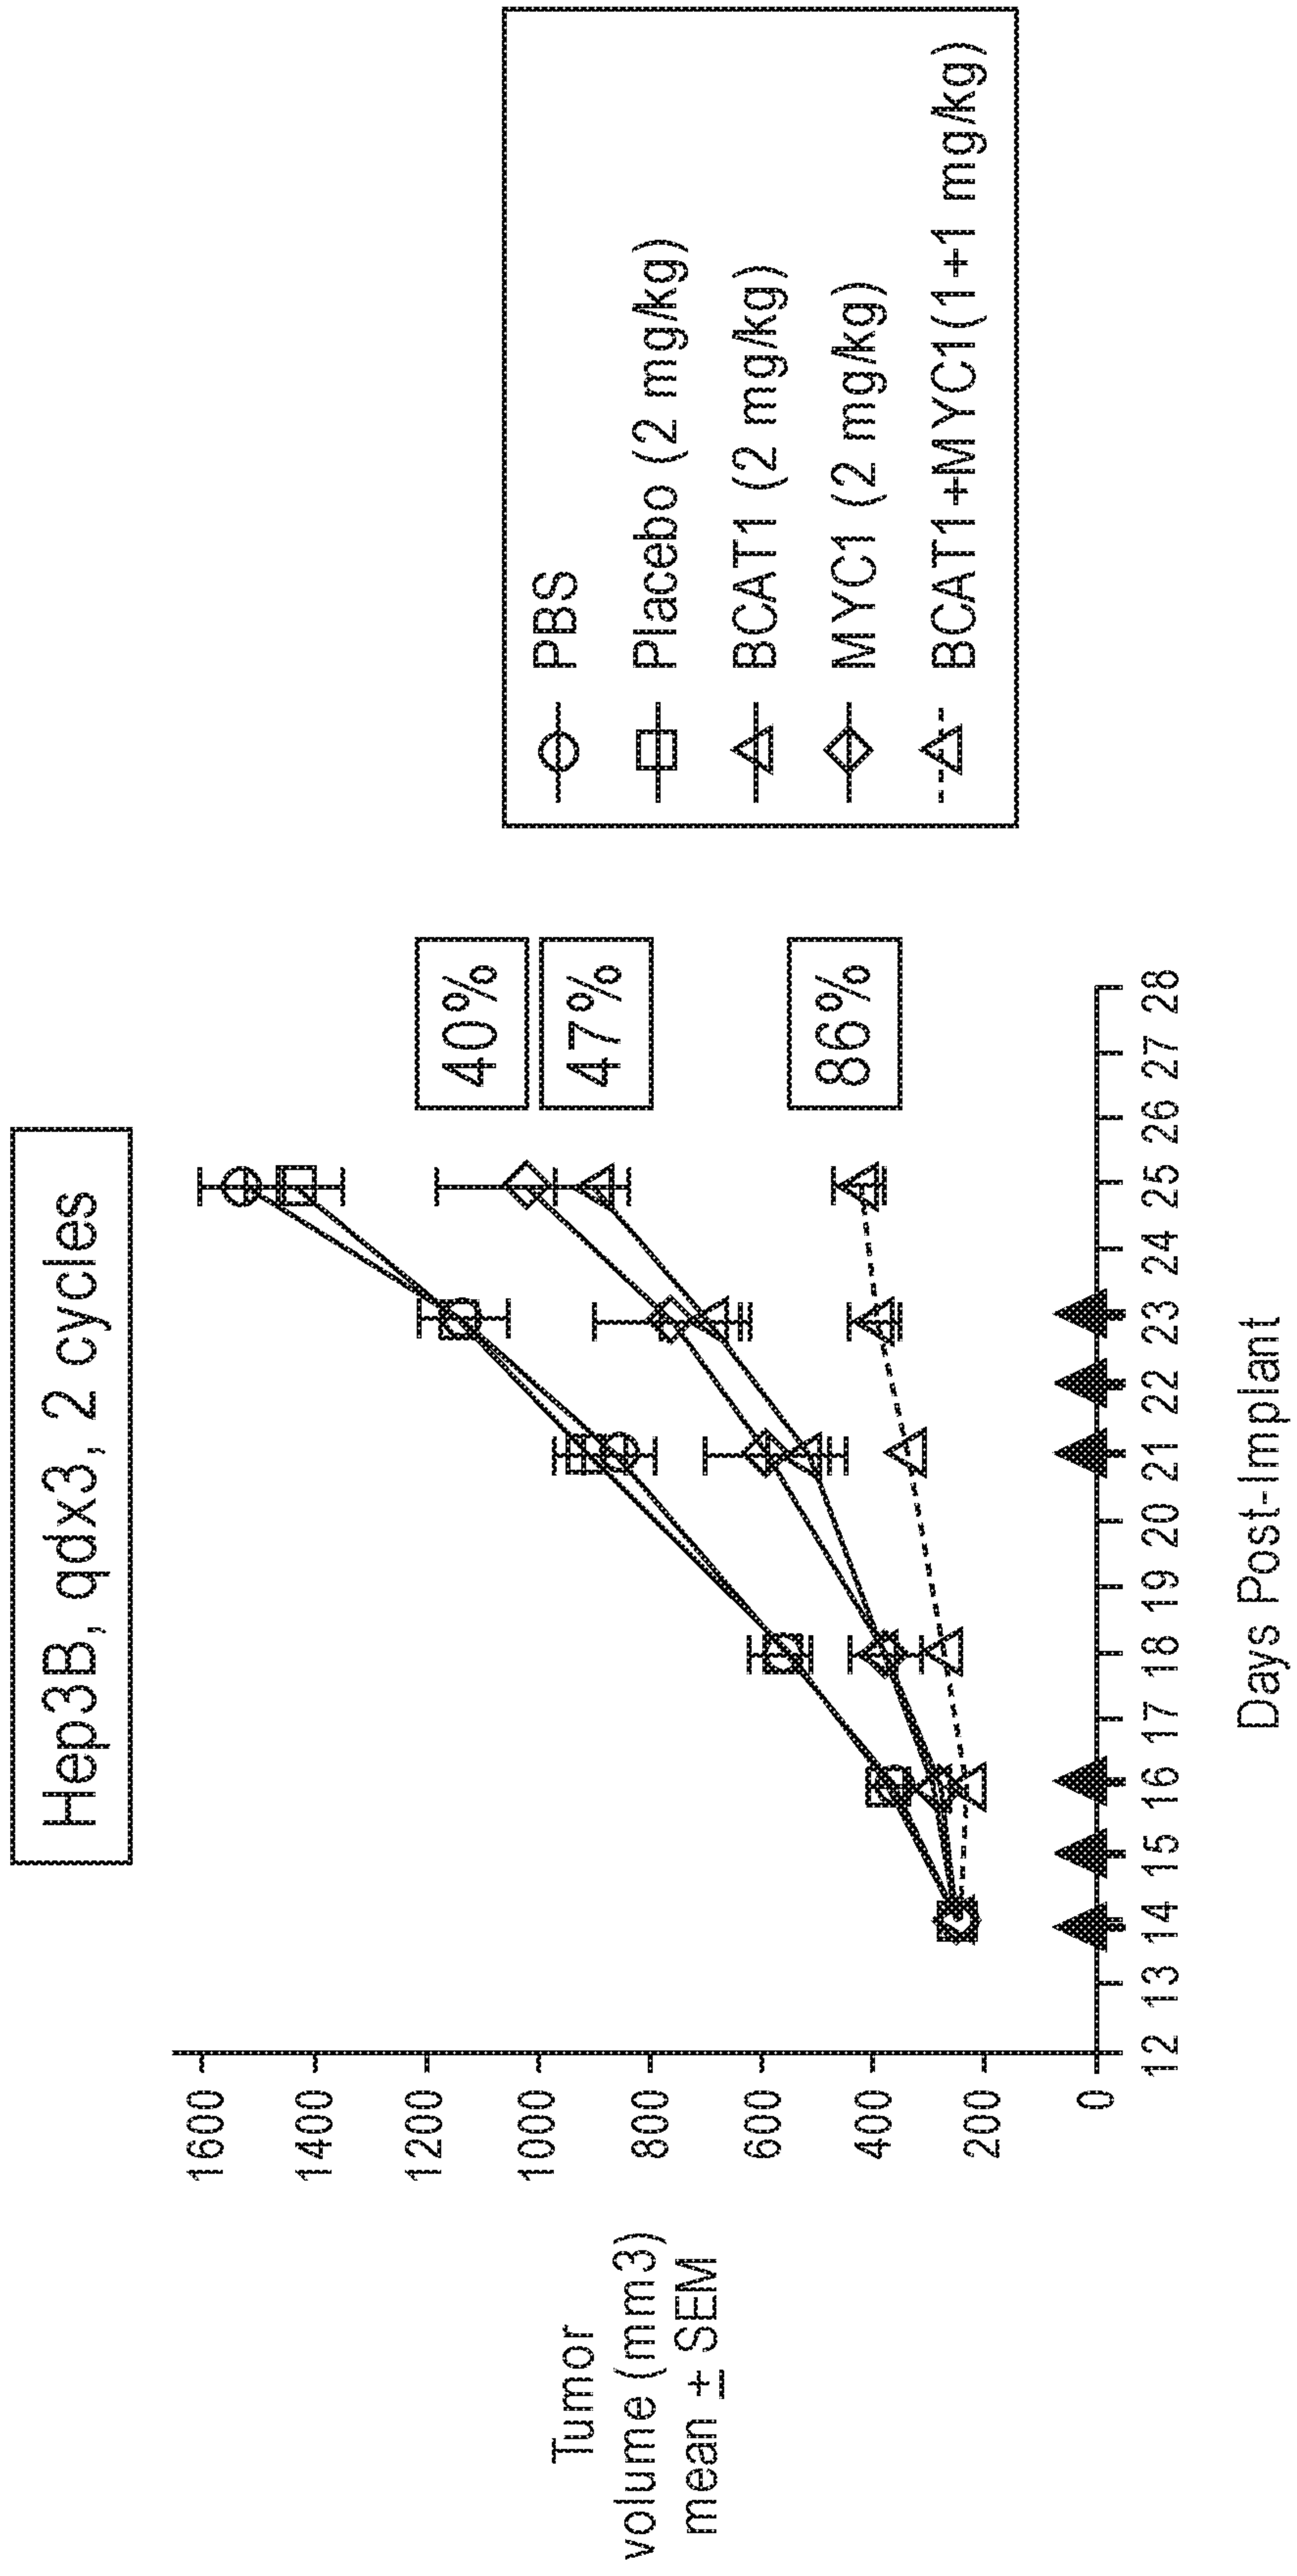 Hep3B, qdx3, 2 cycles
Tumor
volume (mm3)
mean ± SEM
1600
1400
1200
1000
800
600
400
200
0
12 13 14 15 16 17 18 19 20 21 22 23 24 25 26 27 28
Days Post-Implant
40%
47%
86%
PBS
Placebo (2 mg/kg)
BCAT1 (2 mg/kg)
MYC1 (2 mg/kg)
BCAT1+MYC1(1+1 mg/kg)